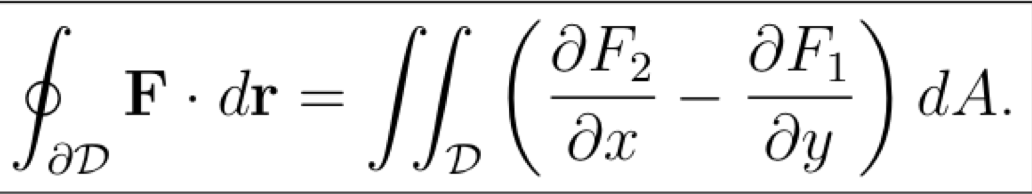 ∮_{∂𝒟} 𝐅 · d𝐫 = ∬_𝒟 (∂F₂/∂x − ∂F₁/∂y) dA.